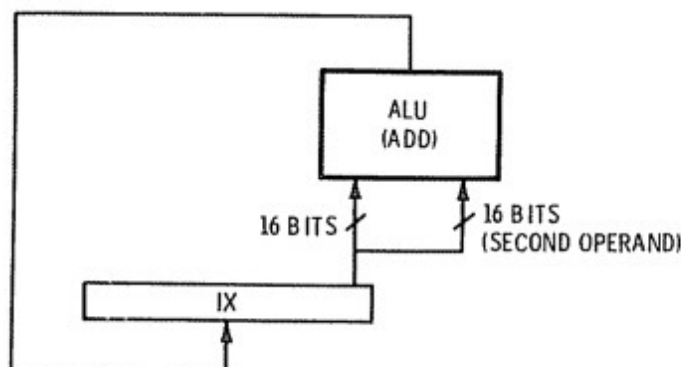 ALU
(ADD)
16 BITS
16 BITS
(SECOND OPERAND)
IX